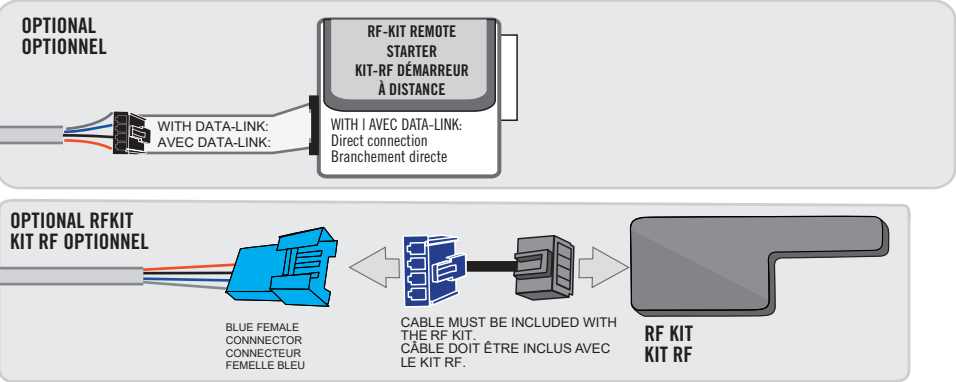 OPTIONAL
OPTIONNEL
RF-KIT REMOTE
STARTER
KIT-RF DÉMARREUR
À DISTANCE
WITH DATA-LINK:
AVEC DATA-LINK:
WITH | AVEC DATA-LINK:
Direct connection
Branchement directe
OPTIONAL RFKIT
KIT RF OPTIONNEL
BLUE FEMALE
CONNNECTOR
CONNECTEUR
FEMELLE BLEU
CABLE MUST BE INCLUDED WITH
THE RF KIT.
CÂBLE DOIT ÊTRE INCLUS AVEC
LE KIT RF.
RF KIT
KIT RF